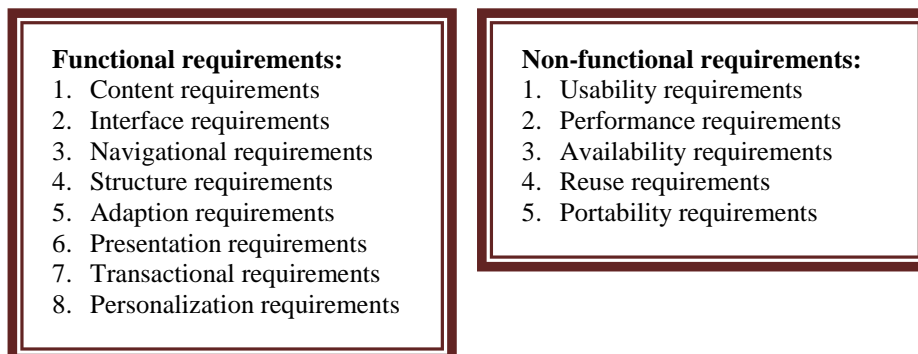 Functional requirements:
1. Content requirements
2. Interface requirements
3. Navigational requirements
4. Structure requirements
5. Adaption requirements
6. Presentation requirements
7. Transactional requirements
8. Personalization requirements
Non-functional requirements:
1. Usability requirements
2. Performance requirements
3. Availability requirements
4. Reuse requirements
5. Portability requirements